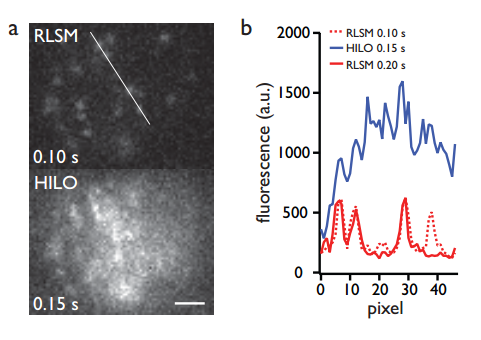 a
RLSM
0.10 s
HILO
0.15 s
b
RLSM 0.10 s
HILO 0.15 s
RLSM 0.20 s
fluorescence (a.u.)
2000
1500
1000
500
0
0 10 20 30 40
pixel